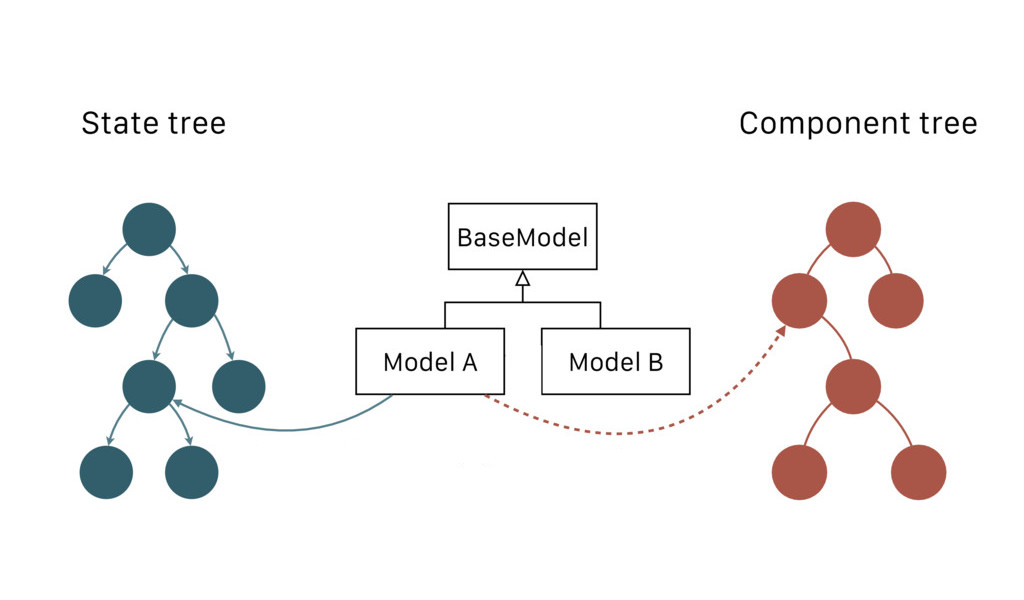 State tree
Component tree
BaseModel
Model A
Model B